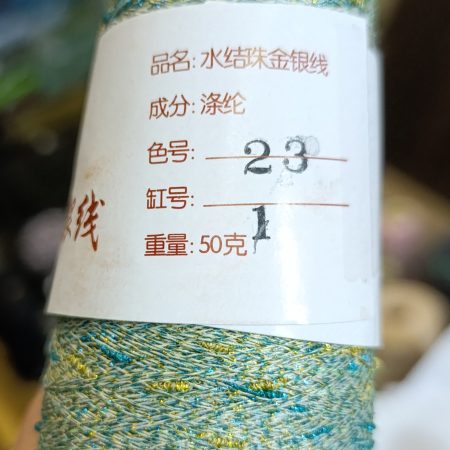 品名: 水结珠金银线
成分: 涤纶
色号: 23
缸号: 1
重量: 50克
线